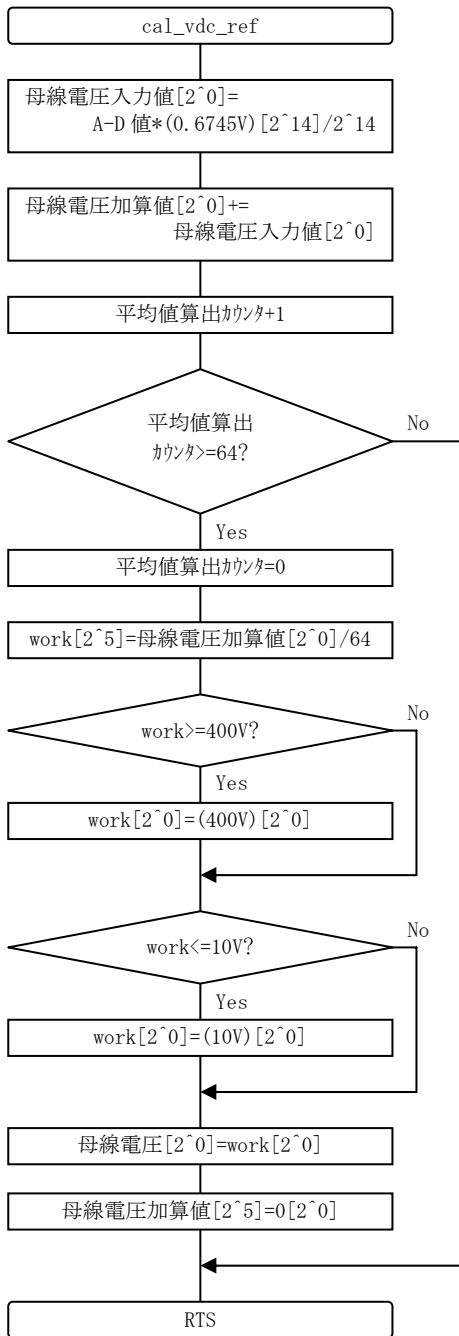 cal_vdc_ref
母線電圧入力値[2^0]=
A-D 値*(0.6745V)[2^14]/2^14
母線電圧加算値[2^0]+=
母線電圧入力値[2^0]
平均値算出ｶｳﾝﾀ+1
平均値算出
ｶｳﾝﾀ>=64?
No
Yes
平均値算出ｶｳﾝﾀ=0
work[2^5]=母線電圧加算値[2^0]/64
work>=400V?
No
Yes
work[2^0]=(400V)[2^0]
work<=10V?
No
Yes
work[2^0]=(10V)[2^0]
母線電圧[2^0]=work[2^0]
母線電圧加算値[2^5]=0[2^0]
RTS